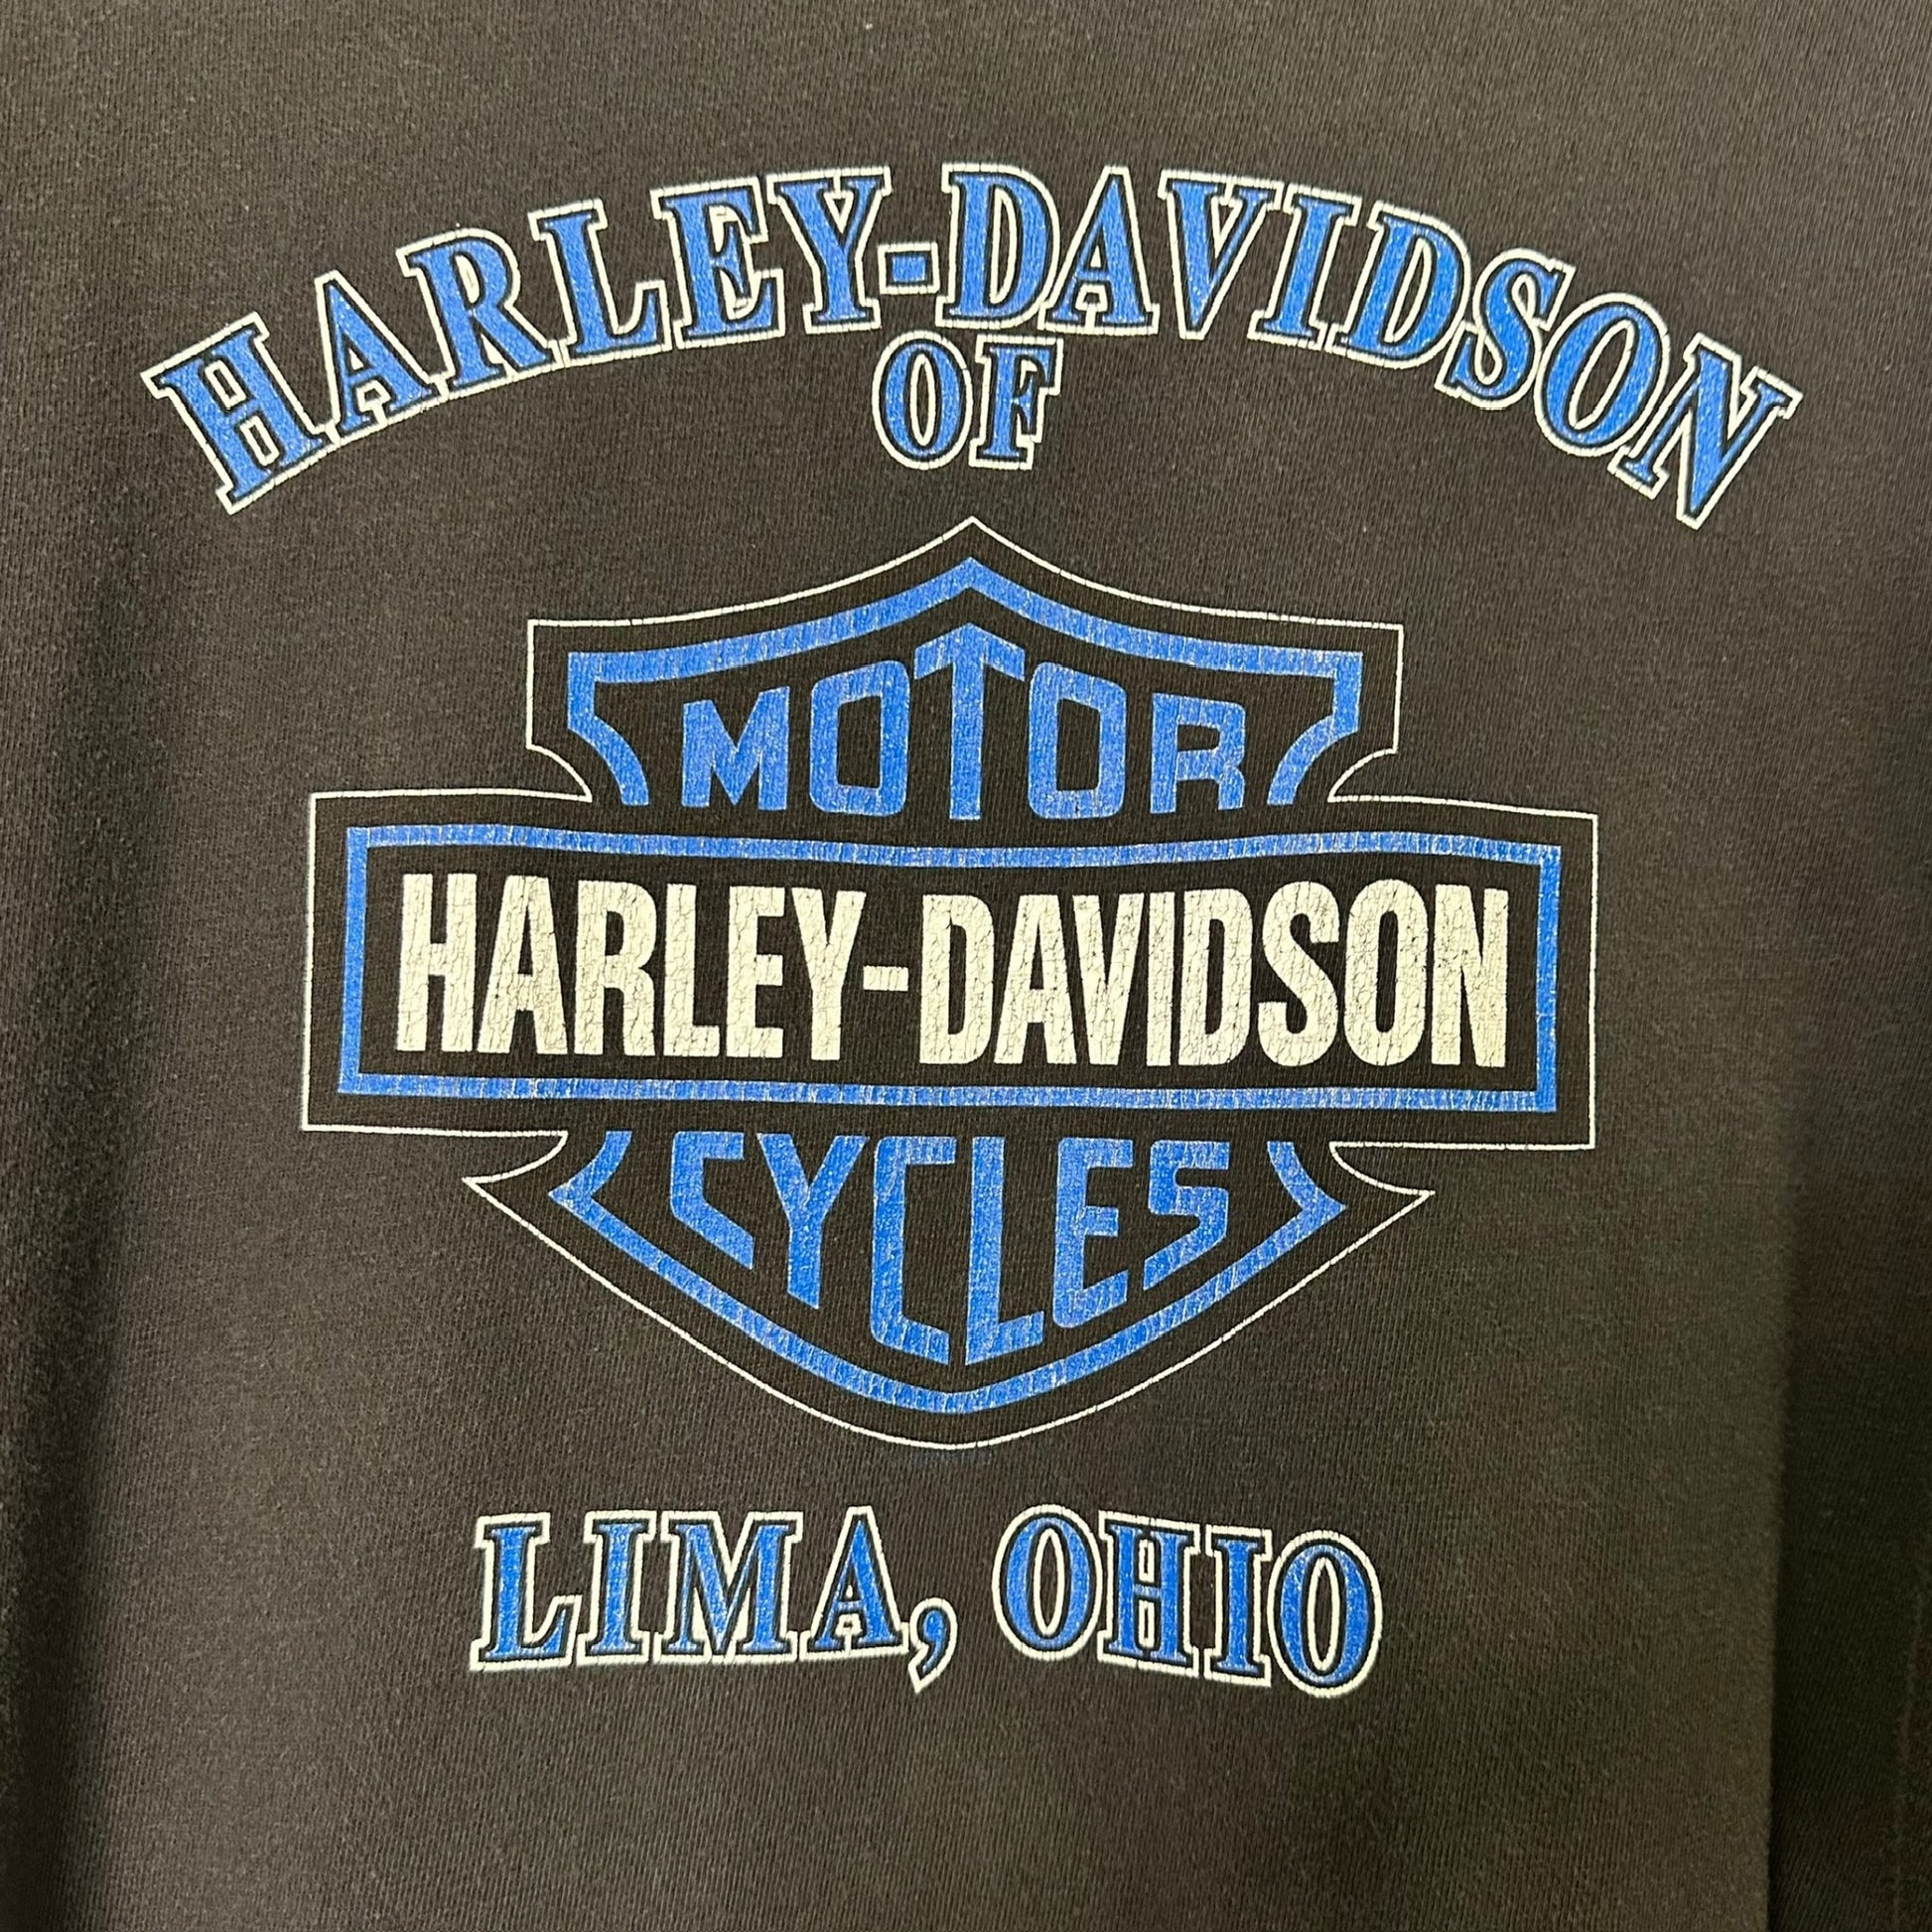 HARLEY-DAVIDSON
OF
MOTOR
HARLEY-DAVIDSON
CYCLES
LIMA, OHIO